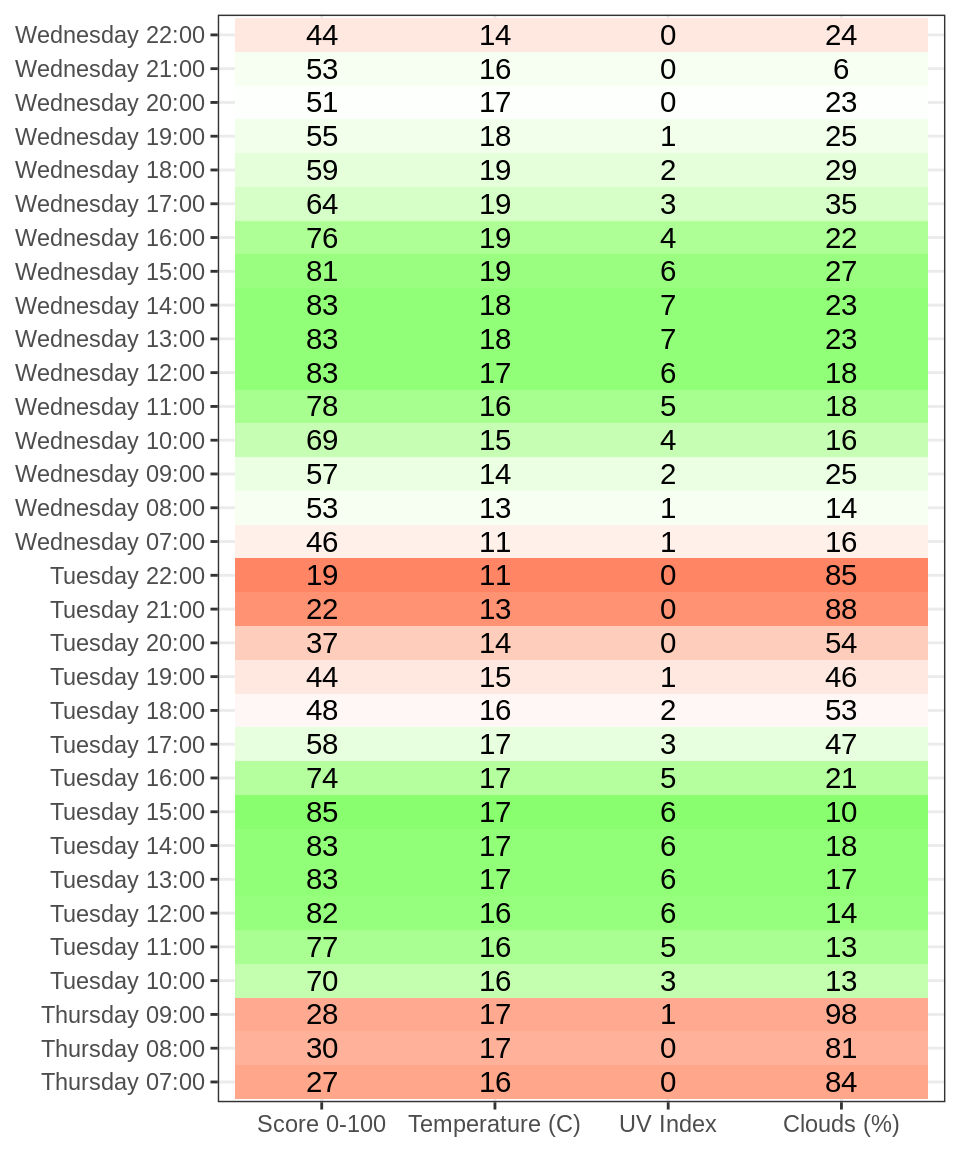 Wednesday 22:00 44 14 0 24
Wednesday 21:00 53 16 0 6
Wednesday 20:00 51 17 0 23
Wednesday 19:00 55 18 1 25
Wednesday 18:00 59 19 2 29
Wednesday 17:00 64 19 3 35
Wednesday 16:00 76 19 4 22
Wednesday 15:00 81 19 6 27
Wednesday 14:00 83 18 7 23
Wednesday 13:00 83 18 7 23
Wednesday 12:00 83 17 6 18
Wednesday 11:00 78 16 5 18
Wednesday 10:00 69 15 4 16
Wednesday 09:00 57 14 2 25
Wednesday 08:00 53 13 1 14
Wednesday 07:00 46 11 1 16
Tuesday 22:00 19 11 0 85
Tuesday 21:00 22 13 0 88
Tuesday 20:00 37 14 0 54
Tuesday 19:00 44 15 1 46
Tuesday 18:00 48 16 2 53
Tuesday 17:00 58 17 3 47
Tuesday 16:00 74 17 5 21
Tuesday 15:00 85 17 6 10
Tuesday 14:00 83 17 6 18
Tuesday 13:00 83 17 6 17
Tuesday 12:00 82 16 6 14
Tuesday 11:00 77 16 5 13
Tuesday 10:00 70 16 3 13
Thursday 09:00 28 17 1 98
Thursday 08:00 30 17 0 81
Thursday 07:00 27 16 0 84
Score 0-100 Temperature (C) UV Index Clouds (%)